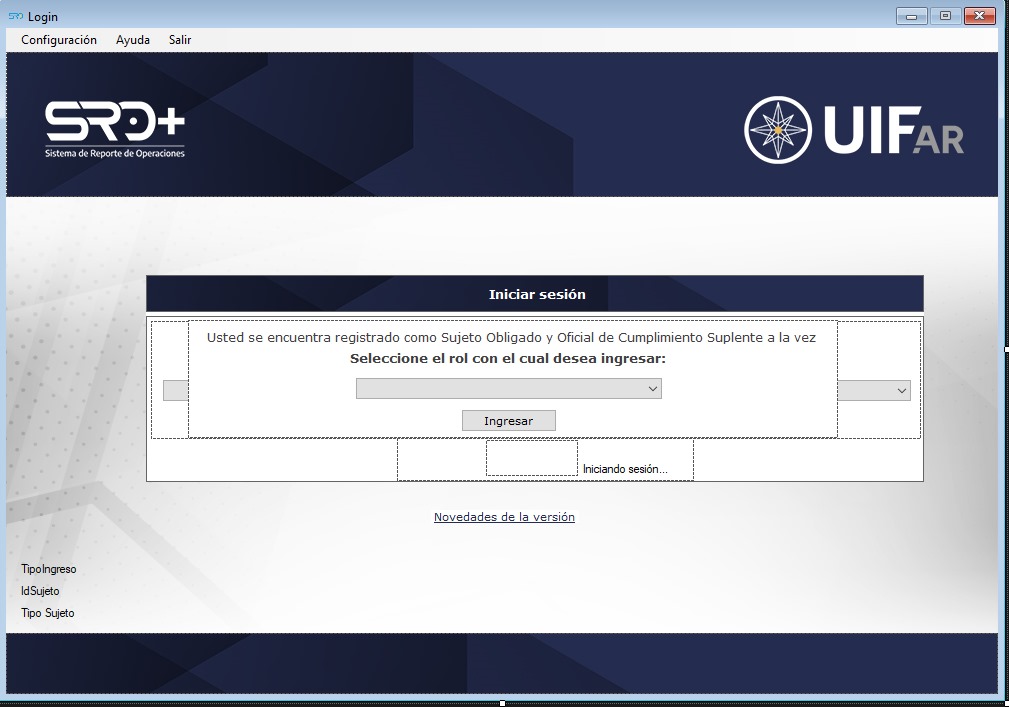 SRO Login
Configuración Ayuda Salir
SRO+
Sistema de Reporte de Operaciones
UIFAR
Iniciar sesión
Usted se encuentra registrado como Sujeto Obligado y Oficial de Cumplimiento Suplente a la vez
Seleccione el rol con el cual desea ingresar:
Ingresar
Iniciando sesión...
Novedades de la versión
TipoIngreso
IdSujeto
Tipo Sujeto